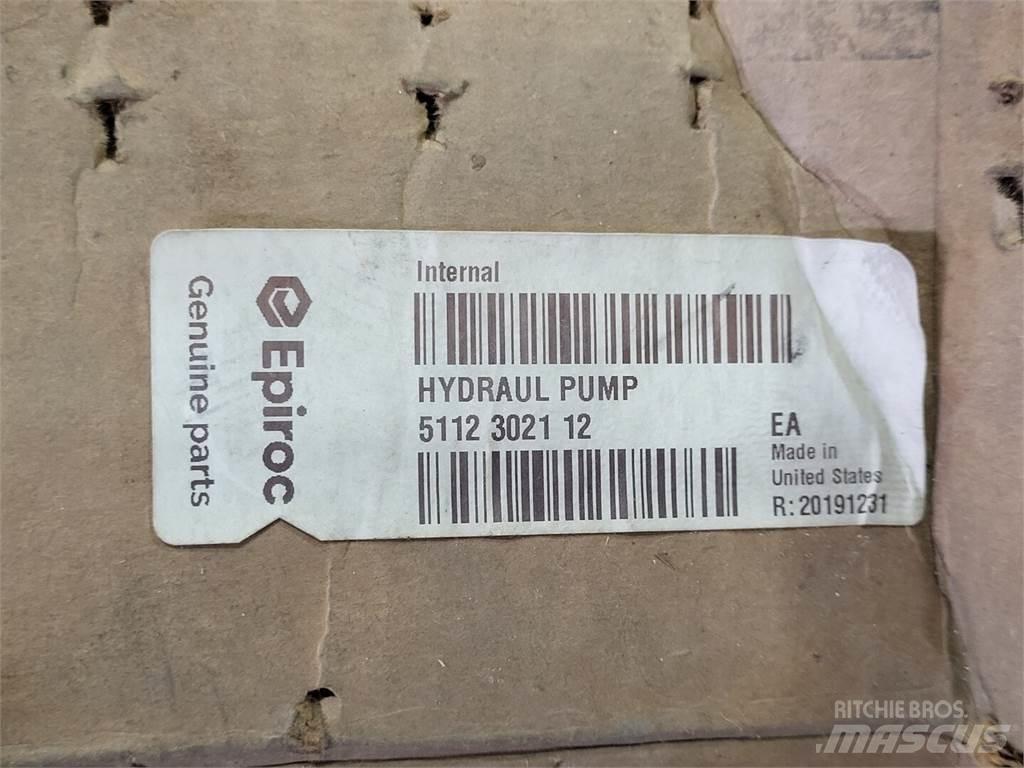 Genuine parts
Epiroc
Internal
HYDRAUL PUMP
5112 3021 12
EA
Made in
United States
R: 20191231
RITCHIE BROS.
MASCUS